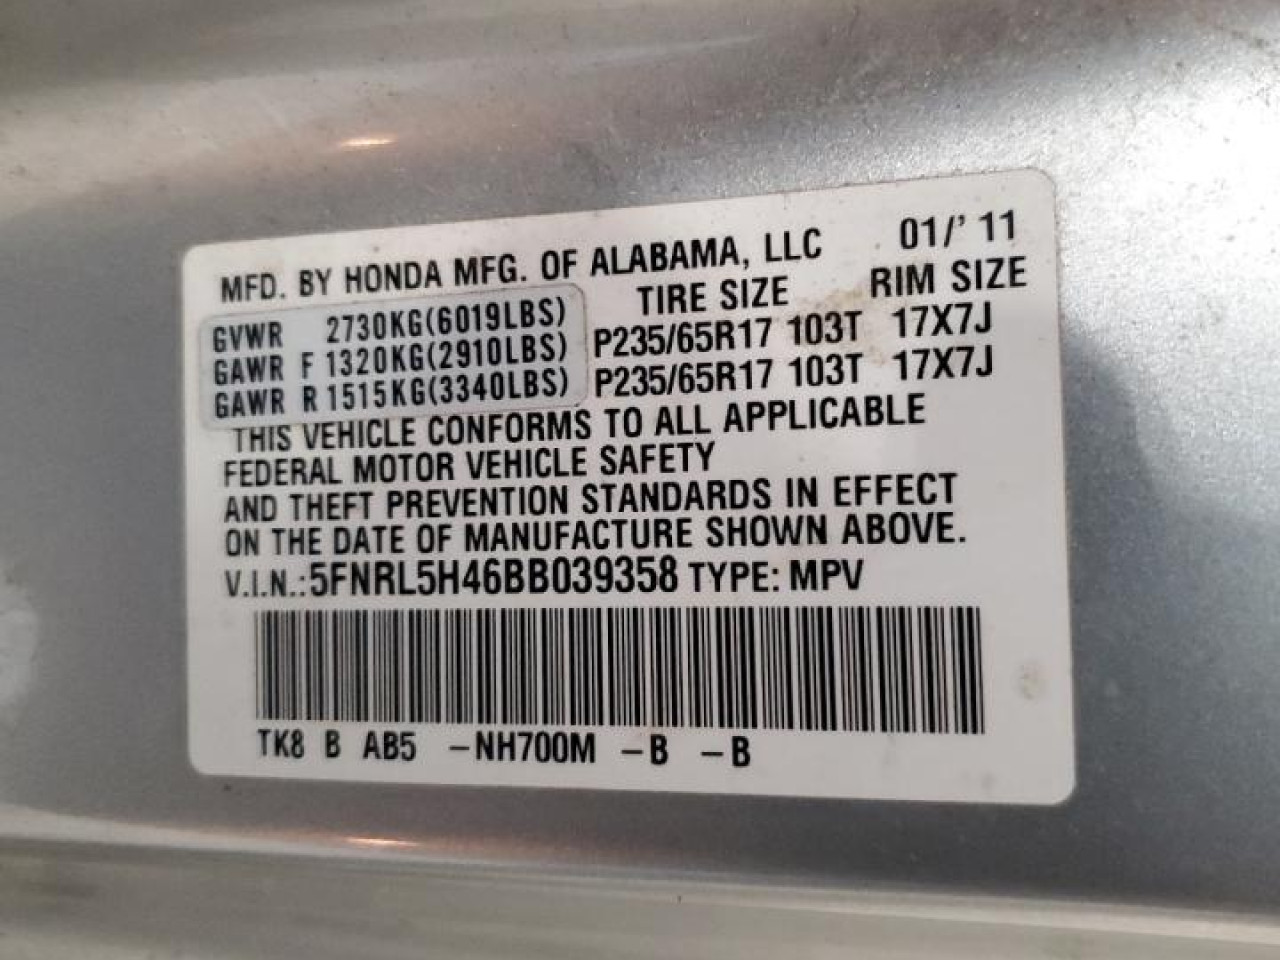 MFD. BY HONDA MFG. OF ALABAMA, LLC 01/' 11
TIRE SIZE RIM SIZE
GVWR 2730KG(6019LBS)
GAWR F 1320KG(2910LBS) P235/65R17 103T 17X7J
GAWR R 1515KG(3340LBS) P235/65R17 103T 17X7J
THIS VEHICLE CONFORMS TO ALL APPLICABLE
FEDERAL MOTOR VEHICLE SAFETY
AND THEFT PREVENTION STANDARDS IN EFFECT
ON THE DATE OF MANUFACTURE SHOWN ABOVE.
V.I.N.:5FNRL5H46BB039358 TYPE: MPV
TK8 B AB5 -NH700M -B -B